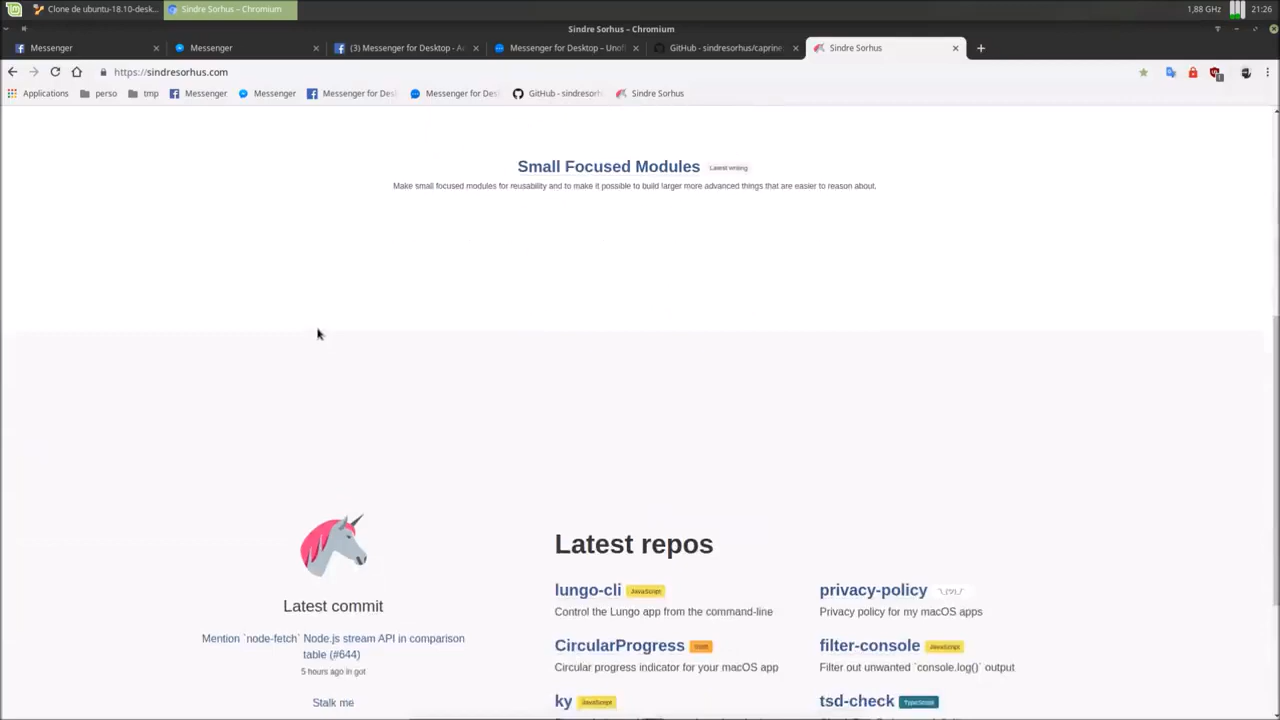 Clone de ubuntu-18.10-desk...
Sindre Sorhus – Chromium
1,88 GHz
21:26
Sindre Sorhus – Chromium
Messenger
Messenger
(3) Messenger for Desktop - A
Messenger for Desktop – Unof
GitHub - sindresorhus/caprine
Sindre Sorhus
https://sindresorhus.com
Applications
perso
tmp
Messenger
Messenger
Messenger for Des
Messenger for Des
GitHub - sindresorh
Sindre Sorhus
Small Focused Modules
Latest writing
Make small focused modules for reusability and to make it possible to build larger more advanced things that are easier to reason about.
Latest commit
Mention `node-fetch` Node.js stream API in comparison
table (#644)
5 hours ago in got
Stalk me
Latest repos
lungo-cli JavaScript
Control the Lungo app from the command-line
privacy-policy ¯\_(ツ)_/¯
Privacy policy for my macOS apps
CircularProgress Swift
Circular progress indicator for your macOS app
filter-console JavaScript
Filter out unwanted `console.log()` output
ky JavaScript
tsd-check TypeScript